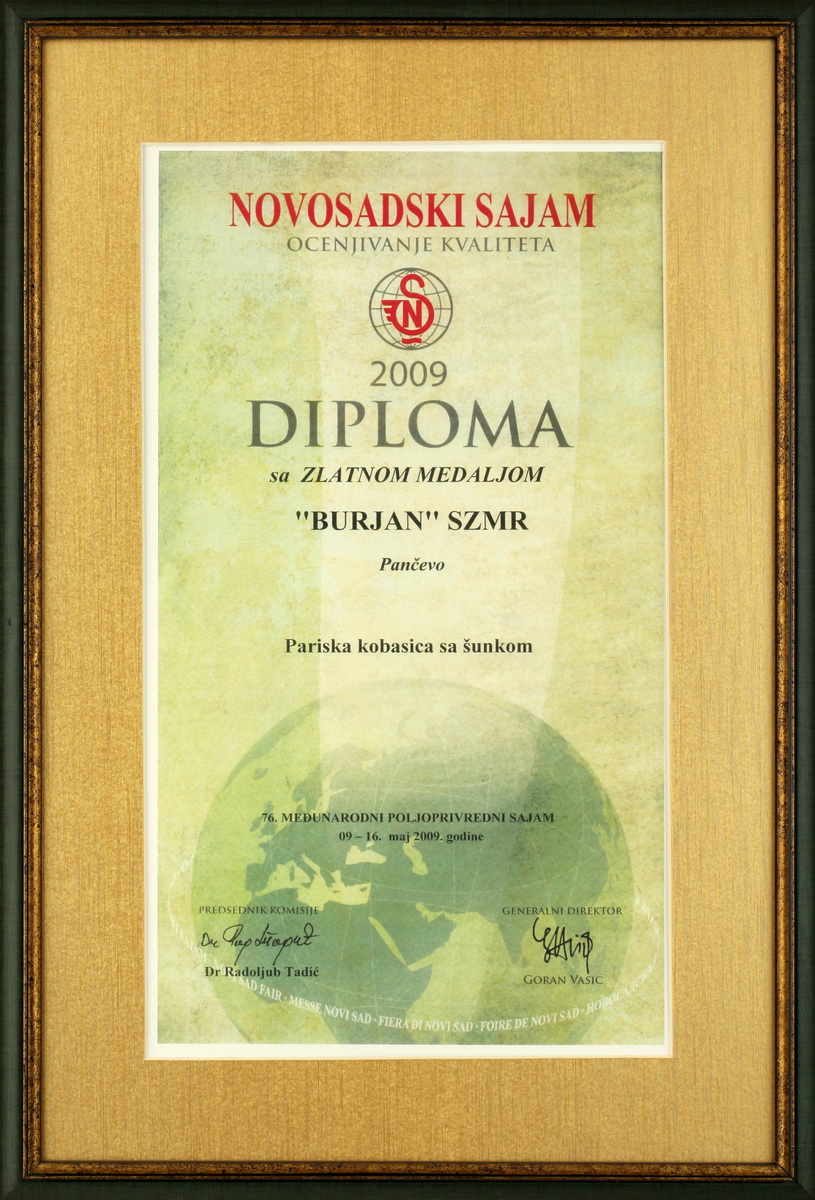 NOVOSADSKI SAJAM
OCENJIVANJE KVALITETA
2009
DIPLOMA
sa ZLATNOM MEDALJOM
"BURJAN" SZMR
Pančevo
Pariska kobasica sa šunkom
76. MEĐUNARODNI POLJOPRIVREDNI SAJAM
09 – 16. maj 2009. godine
PREDSEDNIK KOMISIJE
Dr Radoljub Tadić
GENERALNI DIREKTOR
GORAN VASIĆ
SAD FAIR · MESSE NOVI SAD · FIERA DI NOVI SAD · FOIRE DE NOVI SAD ·